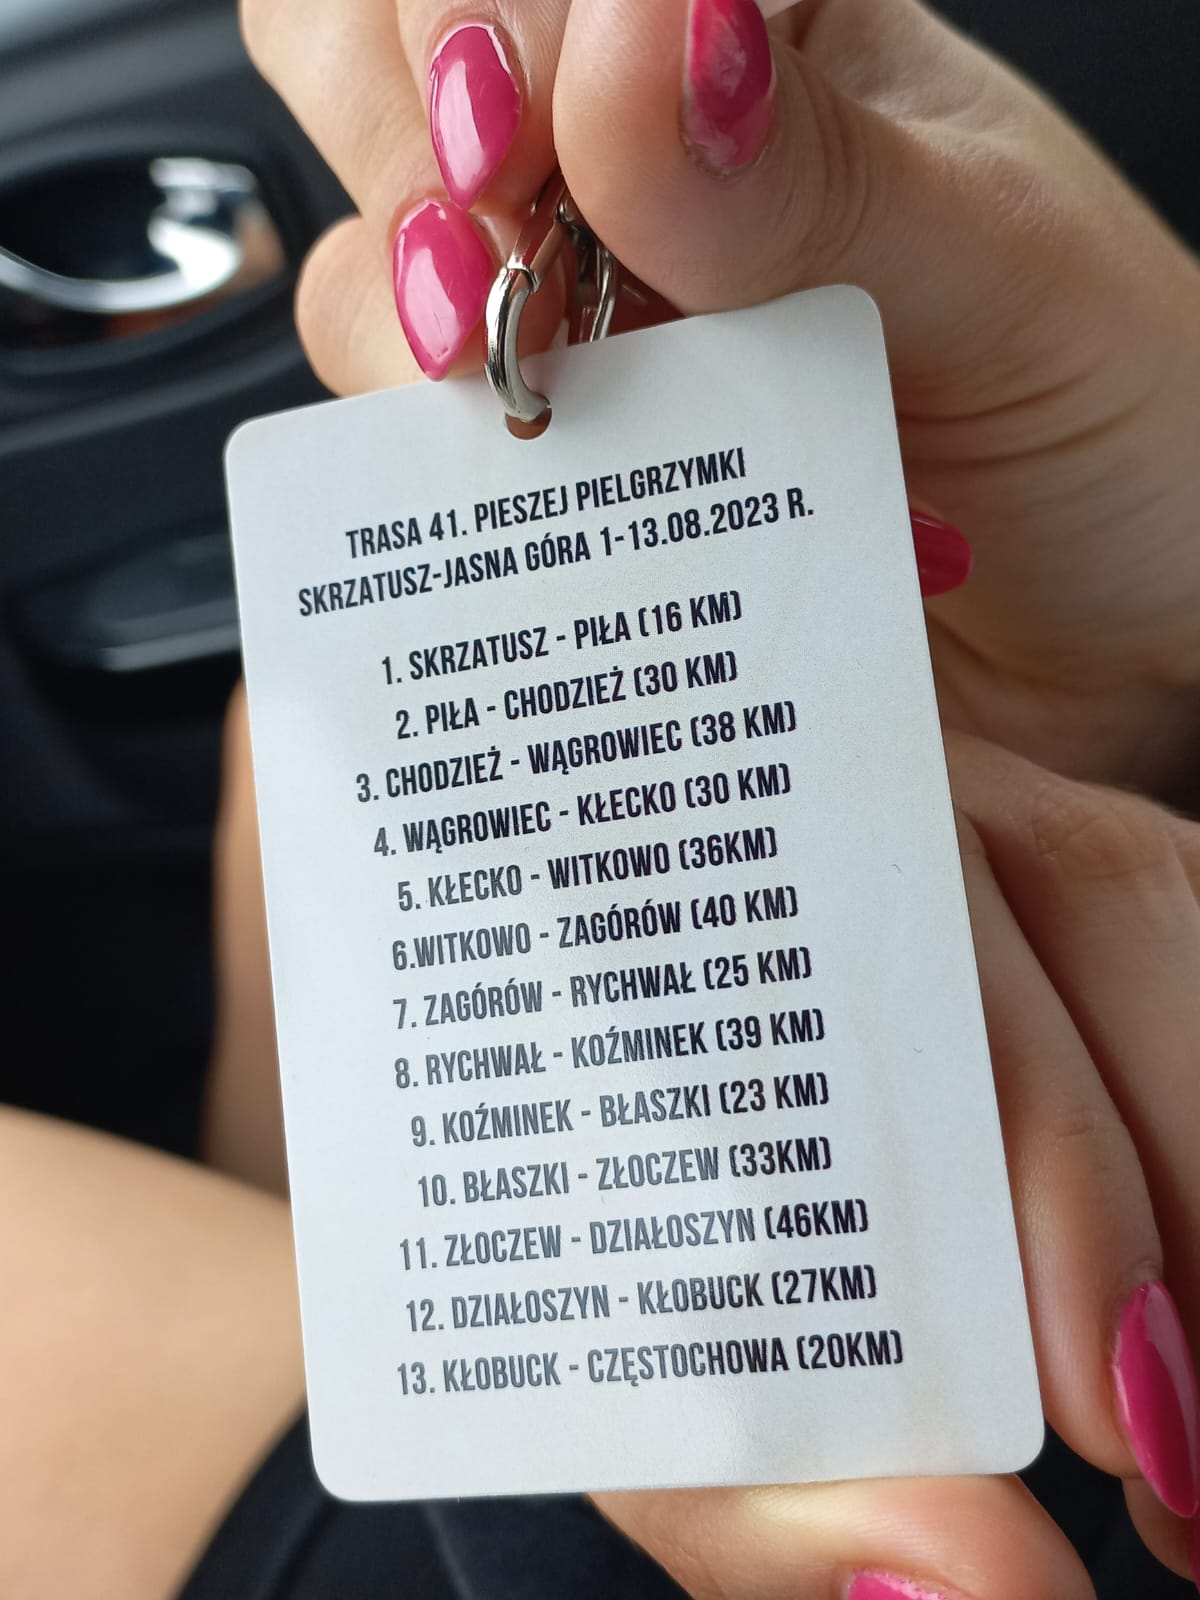 TRASA 41. PIESZEJ PIELGRZYMKI
SKRZATUSZ-JASNA GÓRA 1-13.08.2023 R.
1. SKRZATUSZ - PIŁA (16 KM)
2. PIŁA - CHODZIEŻ (30 KM)
3. CHODZIEŻ - WĄGROWIEC (38 KM)
4. WĄGROWIEC - KŁECKO (30 KM)
5. KŁECKO - WITKOWO (36KM)
6.WITKOWO - ZAGÓRÓW (40 KM)
7. ZAGÓRÓW - RYCHWAŁ (25 KM)
8. RYCHWAŁ - KOŹMINEK (39 KM)
9. KOŹMINEK - BŁASZKI (23 KM)
10. BŁASZKI - ZŁOCZEW (33KM)
11. ZŁOCZEW - DZIAŁOSZYN (46KM)
12. DZIAŁOSZYN - KŁOBUCK (27KM)
13. KŁOBUCK - CZĘSTOCHOWA (20KM)